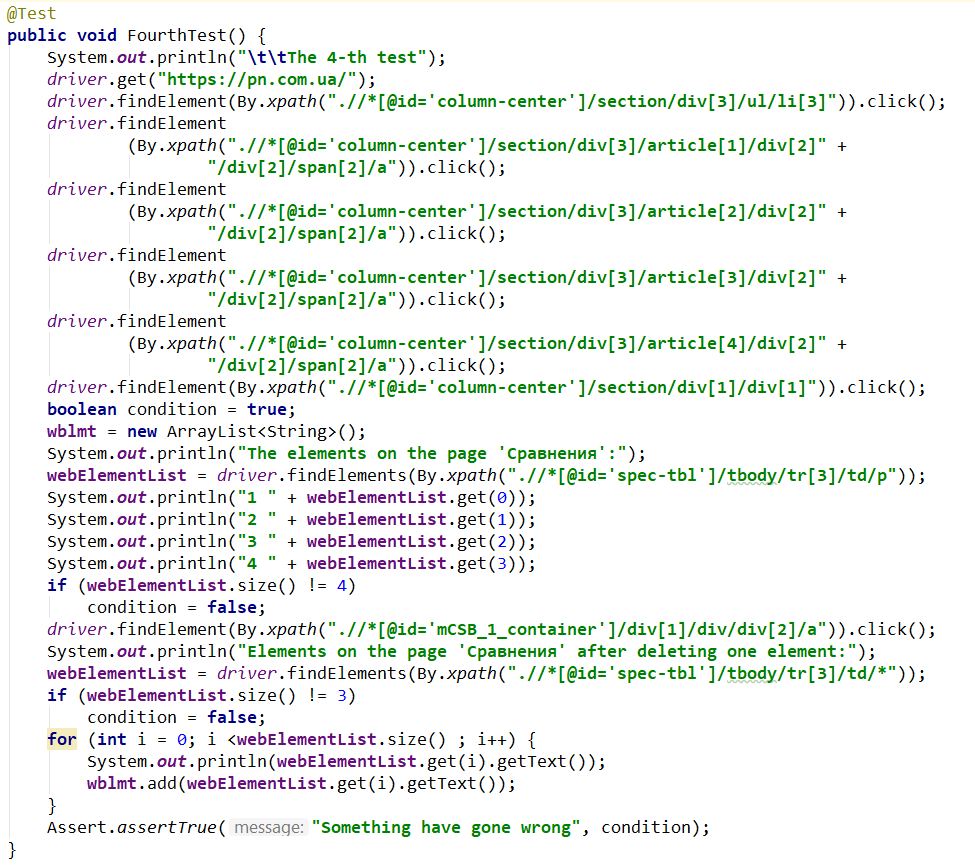 @Test
public void FourthTest() {
    System.out.println("\t\tThe 4-th test");
    driver.get("https://pn.com.ua/");
    driver.findElement(By.xpath(".//*[@id='column-center']/section/div[3]/ul/li[3]")).click();
    driver.findElement
            (By.xpath(".//*[@id='column-center']/section/div[3]/article[1]/div[2]" +
                    "/div[2]/span[2]/a")).click();
    driver.findElement
            (By.xpath(".//*[@id='column-center']/section/div[3]/article[2]/div[2]" +
                    "/div[2]/span[2]/a")).click();
    driver.findElement
            (By.xpath(".//*[@id='column-center']/section/div[3]/article[3]/div[2]" +
                    "/div[2]/span[2]/a")).click();
    driver.findElement
            (By.xpath(".//*[@id='column-center']/section/div[3]/article[4]/div[2]" +
                    "/div[2]/span[2]/a")).click();
    driver.findElement(By.xpath(".//*[@id='column-center']/section/div[1]/div[1]")).click();
    boolean condition = true;
    wblmt = new ArrayList<String>();
    System.out.println("The elements on the page 'Сравнения':");
    webElementList = driver.findElements(By.xpath(".//*[@id='spec-tbl']/tbody/tr[3]/td/p"));
    System.out.println("1 " + webElementList.get(0));
    System.out.println("2 " + webElementList.get(1));
    System.out.println("3 " + webElementList.get(2));
    System.out.println("4 " + webElementList.get(3));
    if (webElementList.size() != 4)
        condition = false;
    driver.findElement(By.xpath(".//*[@id='mCSB_1_container']/div[1]/div/div[2]/a")).click();
    System.out.println("Elements on the page 'Сравнения' after deleting one element:");
    webElementList = driver.findElements(By.xpath(".//*[@id='spec-tbl']/tbody/tr[3]/td/*"));
    if (webElementList.size() != 3)
        condition = false;
    for (int i = 0; i <webElementList.size() ; i++) {
        System.out.println(webElementList.get(i).getText());
        wblmt.add(webElementList.get(i).getText());
    }
    Assert.assertTrue( message: "Something have gone wrong", condition);
}